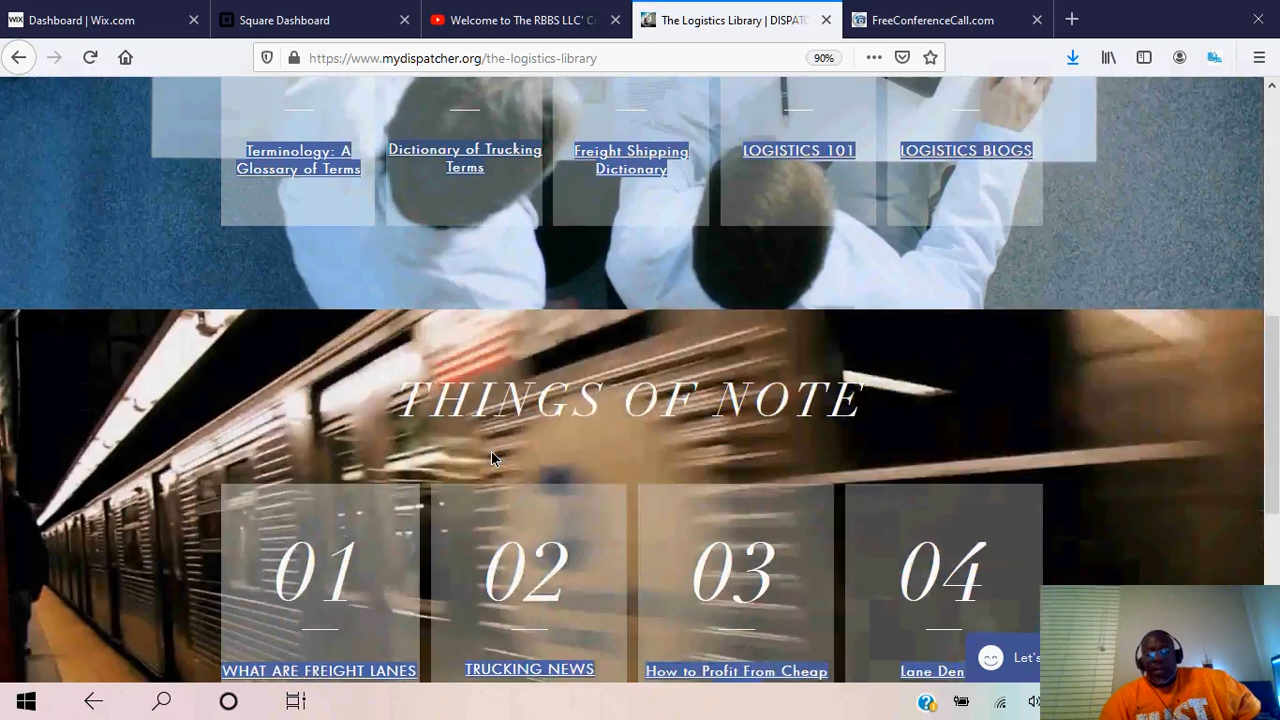 WiX Dashboard | Wix.com
Square Dashboard
Welcome to The RBBS LLC' C
The Logistics Library | DISPATC
FreeConferenceCall.com
https://www.mydispatcher.org/the-logistics-library
90%
Terminology: A
Glossary of Terms
Dictionary of Trucking
Terms
Freight Shipping
Dictionary
LOGISTICS 101
LOGISTICS BLOGS
THINGS OF NOTE
01
02
03
04
WHAT ARE FREIGHT LANES
TRUCKING NEWS
How to Profit From Cheap
Lane Den
Let's